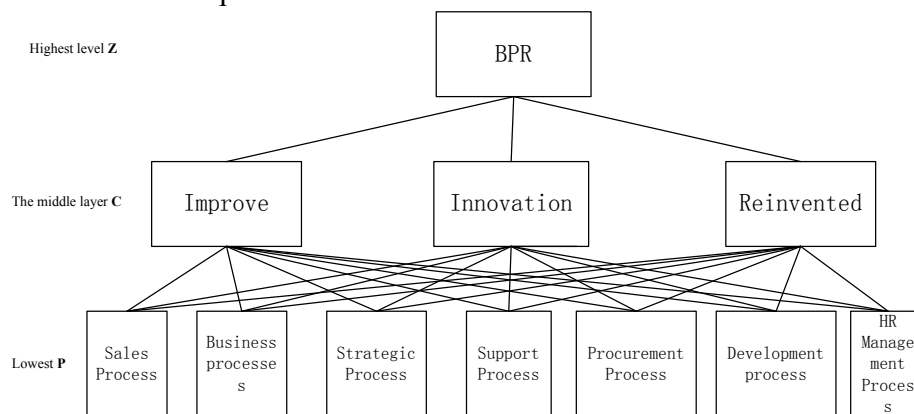 Highest level Z
BPR
The middle layer C
Improve
Innovation
Reinvented
Lowest P
Sales
Process
Business
processe
s
Strategic
Process
Support
Process
Procurement
Process
Development
process
HR
Manage
ment
Proces
s